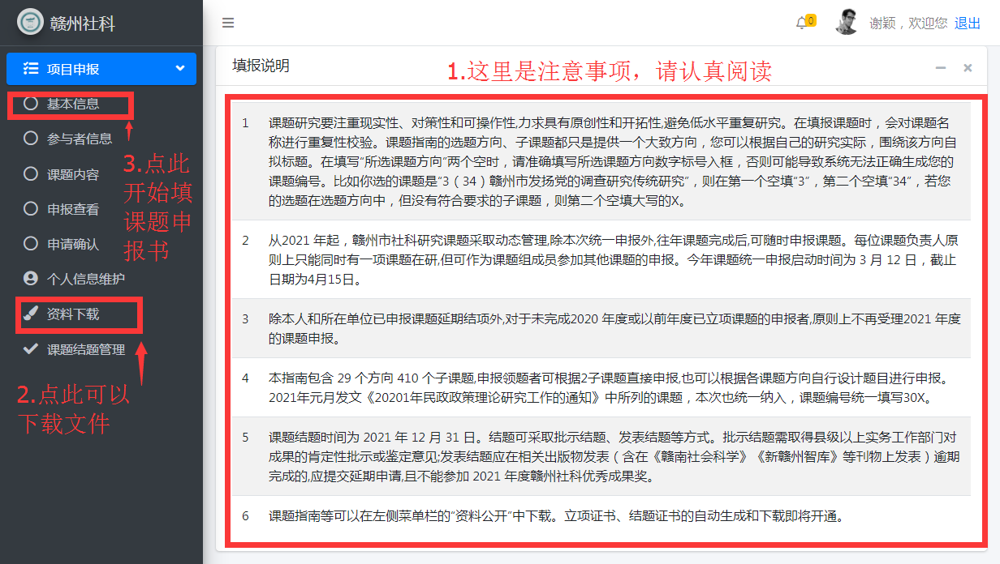 赣州社科
谢颖，欢迎您 退出
0
项目申报
基本信息
参与者信息
课题内容
申报查看
申请确认
个人信息维护
资料下载
课题结题管理
3.点此
开始填
课题申
报书
2.点此可以
下载文件
填报说明
1.这里是注意事项，请认真阅读
1 课题研究要注重现实性、对策性和可操作性,力求具有原创性和开拓性,避免低水平重复研究。在填报课题时，会对课题名
称进行重复性校验。课题指南的选题方向、子课题都只是提供一个大致方向，您可以根据自己的研究实际，围绕该方向自
拟标题。在填写"所选课题方向"两个空时，请准确填写所选课题方向数字标号入框，否则可能导致系统无法正确生成您的
课题编号。比如你选的课题是“3（34）赣州市发扬党的调查研究传统研究”，则在第一个空填“3”，第二个空填“34”，若您
的选题在选题方向中，但没有符合要求的子课题，则第二个空填大写的X。
2 从2021 年起，赣州市社科研究课题采取动态管理,除本次统一申报外,往年课题完成后,可随时申报课题。每位课题负责人原
则上只能同时有一项课题在研,但可作为课题组成员参加其他课题的申报。今年课题统一申报启动时间为 3 月 12 日，截止
日期为4月15日。
3 除本人和所在单位已申报课题延期结项外,对于未完成2020 年度或以前年度已立项课题的申报者,原则上不再受理2021 年度
的课题申报。
4 本指南包含 29 个方向 410 个子课题,申报领题者可根据2子课题直接申报,也可以根据各课题方向自行设计题目进行申报。
2021年元月发文《20201年民政政策理论研究工作的通知》中所列的课题，本次也统一纳入，课题编号统一填写30X。
5 课题结题时间为 2021 年 12 月 31 日。结题可采取批示结题、发表结题等方式。批示结题需取得县级以上实务工作部门对
成果的肯定性批示或鉴定意见;发表结题应在相关出版物发表（含在《赣南社会科学》《新赣州智库》等刊物上发表）逾期
完成的,应提交延期申请,且不能参加 2021 年度赣州社科优秀成果奖。
6 课题指南等可以在左侧菜单栏的“资料公开”中下载。立项证书、结题证书的自动生成和下载即将开通。